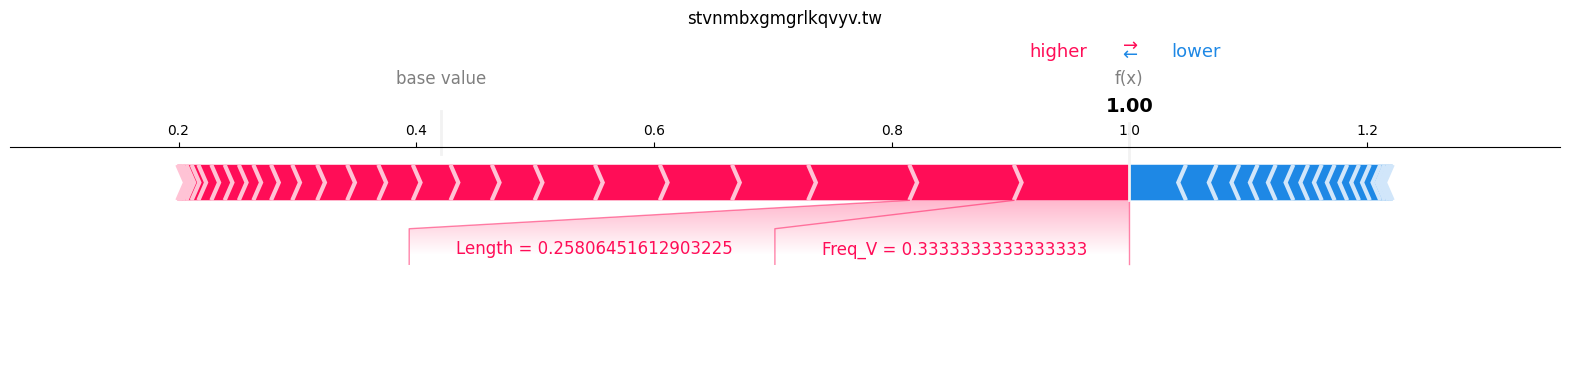 stvnmbxgmgrlkqvyv.tw
higher ⇄ lower
base value f(x)
1.00
0.2 0.4 0.6 0.8 1.0 1.2
Length = 0.25806451612903225 Freq_V = 0.3333333333333333